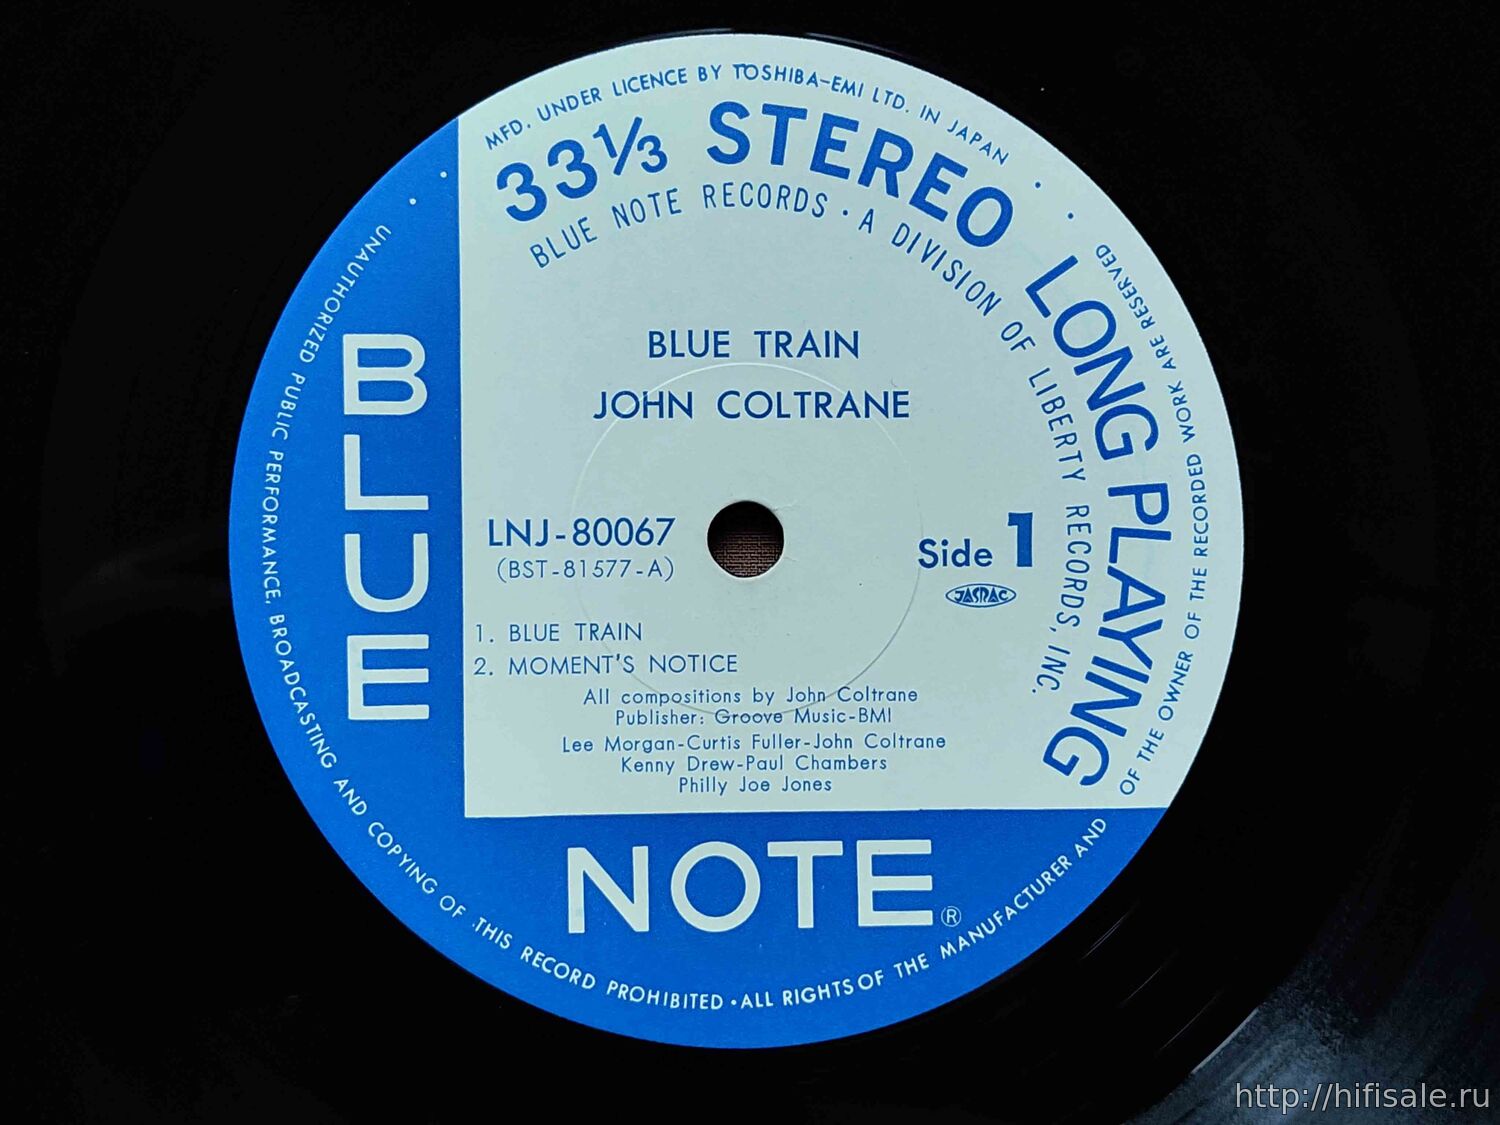 MFD. UNDER LICENCE BY TOSHIBA-EMI LTD. IN JAPAN
33⅓ STEREO · · LONG PLAYING
BLUE NOTE RECORDS · A DIVISION OF LIBERTY RECORDS, INC.
BLUE TRAIN
JOHN COLTRANE
LNJ-80067
(BST-81577-A)
Side 1
JASRAC
1. BLUE TRAIN
2. MOMENT'S NOTICE
All compositions by John Coltrane
Publisher: Groove Music-BMI
Lee Morgan-Curtis Fuller-John Coltrane
Kenny Drew-Paul Chambers
Philly Joe Jones
BLUE
NOTE®
UNAUTHORIZED PUBLIC PERFORMANCE, BROADCASTING AND COPYING OF THIS RECORD PROHIBITED · ALL RIGHTS OF THE MANUFACTURER AND OF THE OWNER OF THE RECORDED WORK ARE RESERVED
http://hifisale.ru